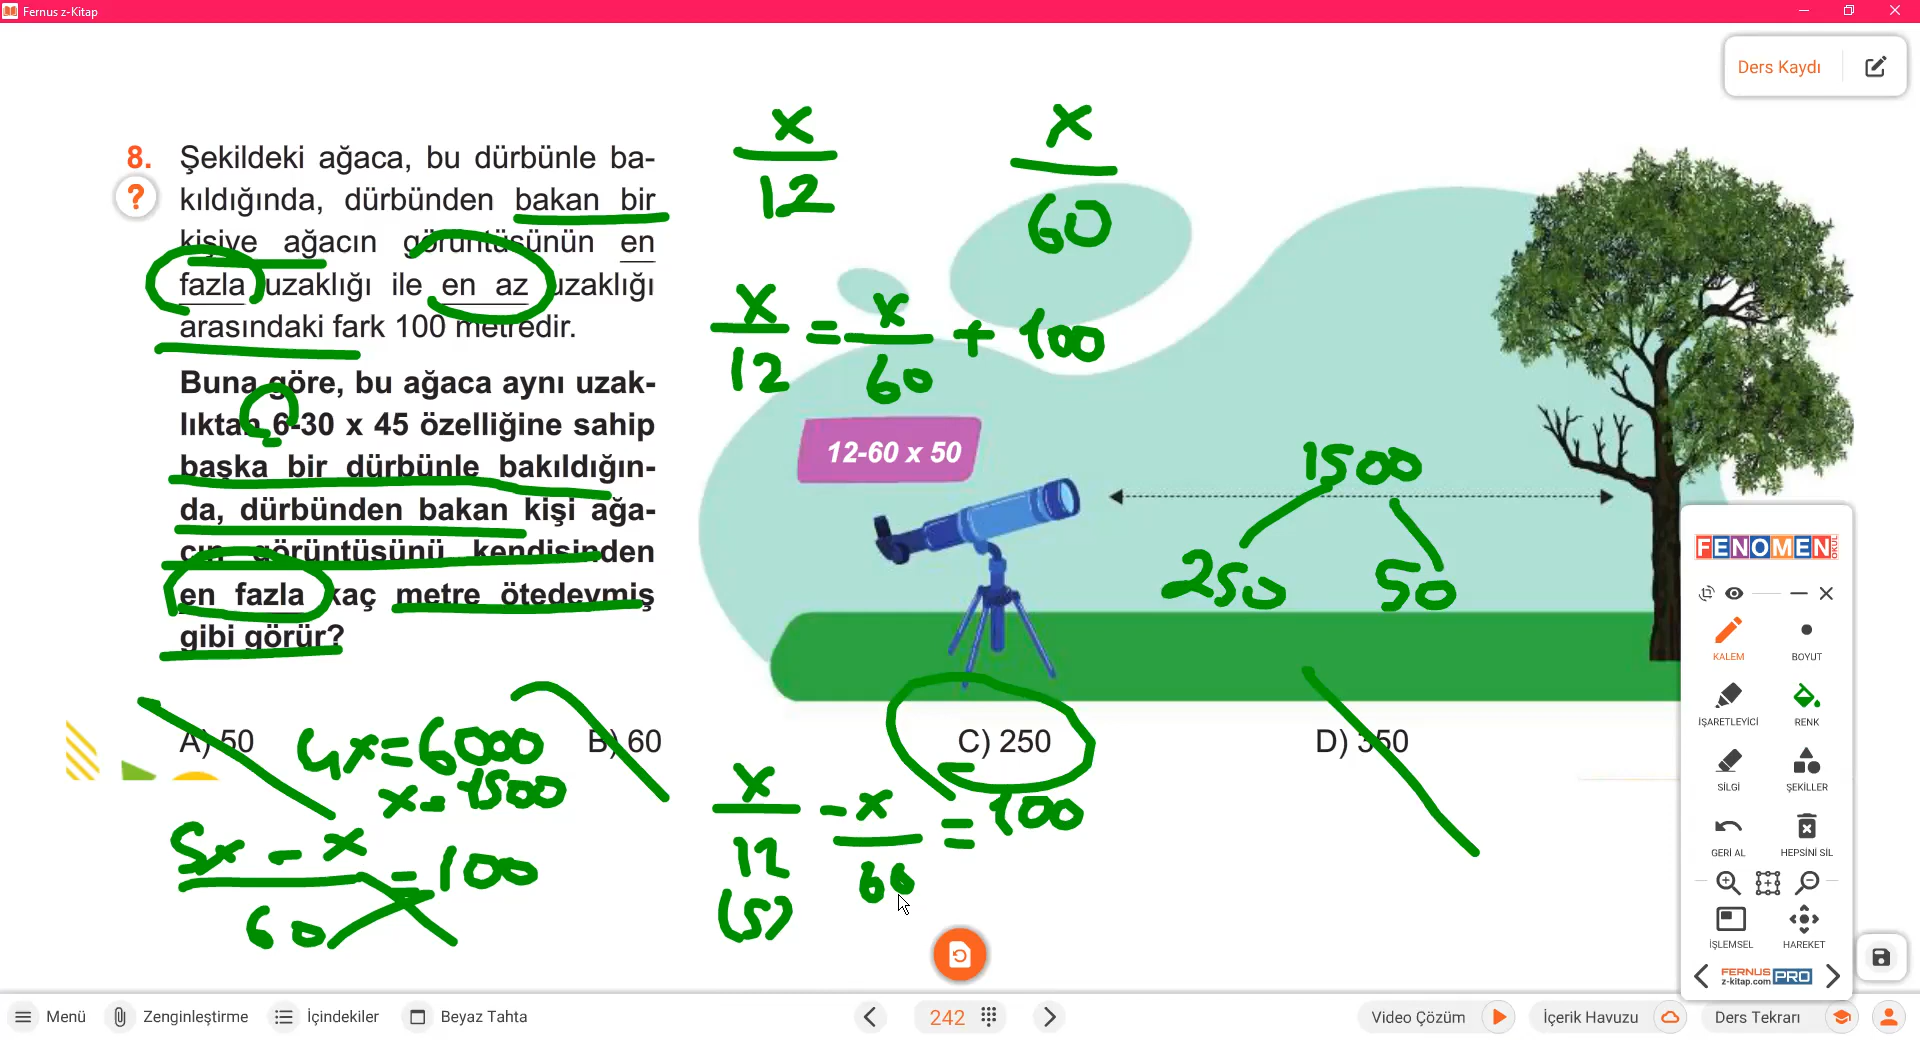 Fernus z-Kitap
Ders Kaydı
8. Şekildeki ağaca, bu dürbünle ba-
kıldığında, dürbünden bakan bir
kişiye ağacın görüntüsünün en
fazla uzaklığı ile en az uzaklığı
arasındaki fark 100 metredir.
Buna göre, bu ağaca aynı uzak-
lıktan 6-30 x 45 özelliğine sahip
başka bir dürbünle bakıldığın-
da, dürbünden bakan kişi ağa-
cın görüntüsünü kendisinden
en fazla kaç metre ötedeymiş
gibi görür?
?
x/12
x/60
x/12 = x/60 + 100
12-60 x 50
1500
250 50
A) 50
B) 60
C) 250
D) 350
4x=6000
x=1500
5x - x / 60 = 100
x/12 - x/60 = 100
(5)
FENOMEN OKUL
KALEM
BOYUT
İŞARETLEYİCİ
RENK
SİLGİ
ŞEKİLLER
GERİ AL
HEPSİNİ SİL
İŞLEMSEL
HAREKET
FERNUS PRO
z-kitap.com
Menü
Zenginleştirme
İçindekiler
Beyaz Tahta
242
Video Çözüm
İçerik Havuzu
Ders Tekrarı